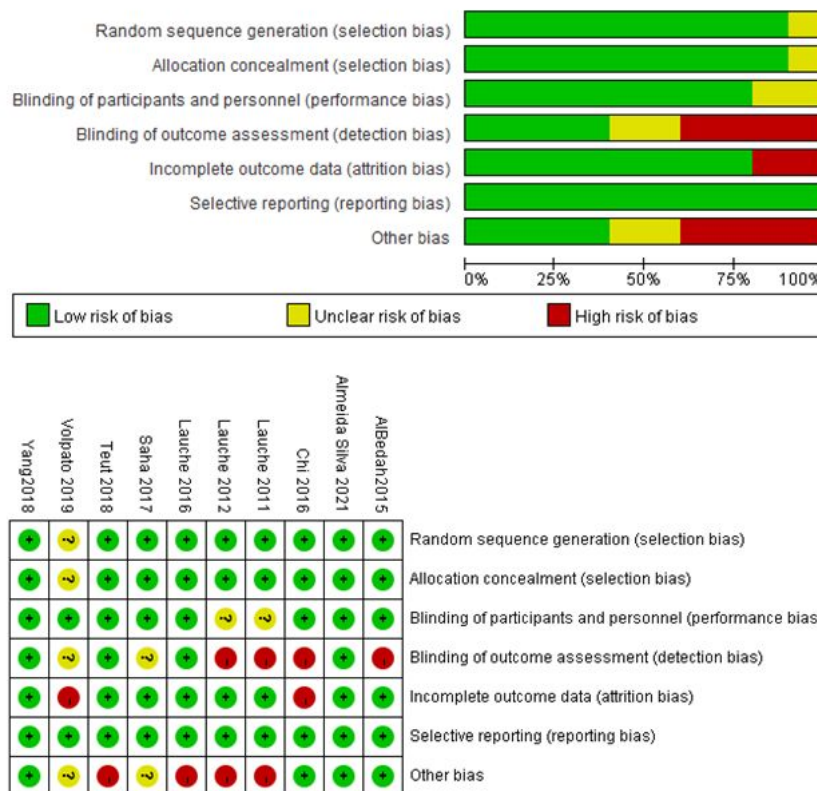 Random sequence generation (selection bias)
Allocation concealment (selection bias)
Blinding of participants and personnel (performance bias)
Blinding of outcome assessment (detection bias)
Incomplete outcome data (attrition bias)
Selective reporting (reporting bias)
Other bias
0% 25% 50% 75% 100%
Low risk of bias Unclear risk of bias High risk of bias
Yang2018
Volpato 2019
Teut 2018
Saha 2017
Lauche 2016
Lauche 2012
Lauche 2011
Chi 2016
Almeida Silva 2021
AlBedah2015
+ ? + + + + + + + + Random sequence generation (selection bias)
+ ? + + + + + + + + Allocation concealment (selection bias)
+ + + + + ? ? + + + Blinding of participants and personnel (performance bias
+ ? + ? + - - - + - Blinding of outcome assessment (detection bias)
+ - + + + + + - + + Incomplete outcome data (attrition bias)
+ + + + + + + + + + Selective reporting (reporting bias)
+ ? - ? - - - + + + Other bias